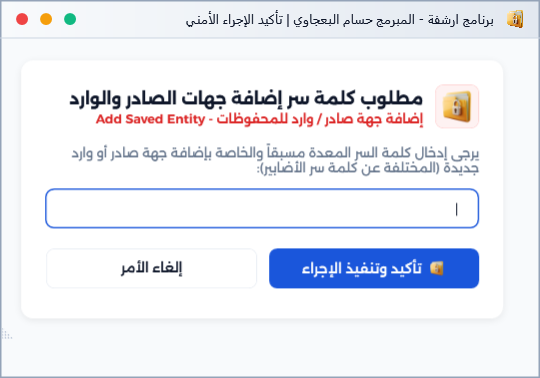 برنامج ارشفة - المبرمج حسام البعجاوي | تأكيد الإجراء الأمني
مطلوب كلمة سر إضافة جهات الصادر والوارد
إضافة جهة صادر / وارد للمحفوظات - Add Saved Entity
يرجى إدخال كلمة السر المعدة مسبقاً والخاصة بإضافة جهة صادر أو وارد
جديدة (المختلفة عن كلمة سر الأضابير):
تأكيد وتنفيذ الإجراء
إلغاء الأمر